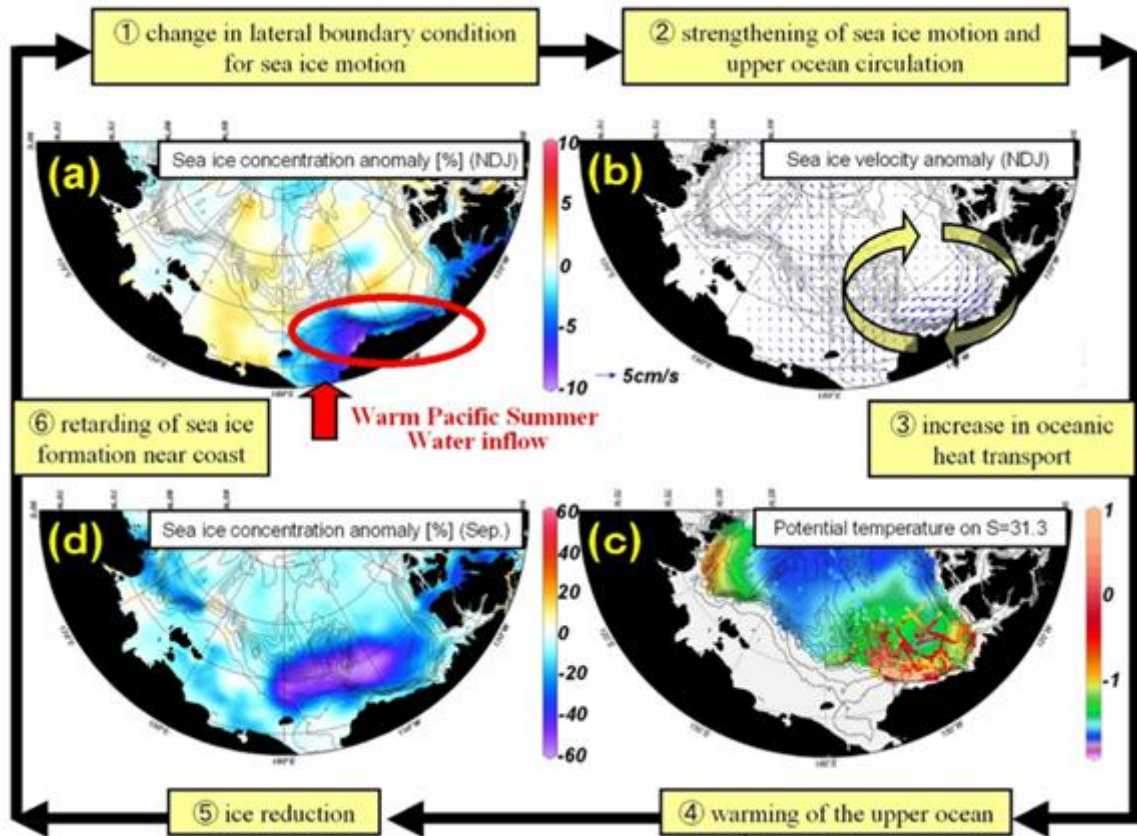 ① change in lateral boundary condition
for sea ice motion
② strengthening of sea ice motion and
upper ocean circulation
(a)
Sea ice concentration anomaly [%] (NDJ)
10
5
0
-5
-10
(b)
Sea ice velocity anomaly (NDJ)
5cm/s
180°E
180°E
Warm Pacific Summer
Water inflow
⑥ retarding of sea ice
formation near coast
③ increase in oceanic
heat transport
(d)
Sea ice concentration anomaly [%] (Sep.)
60
40
20
0
-20
-40
-60
(c)
Potential temperature on S=31.3
1
0
-1
180°E
180°E
⑤ ice reduction
④ warming of the upper ocean